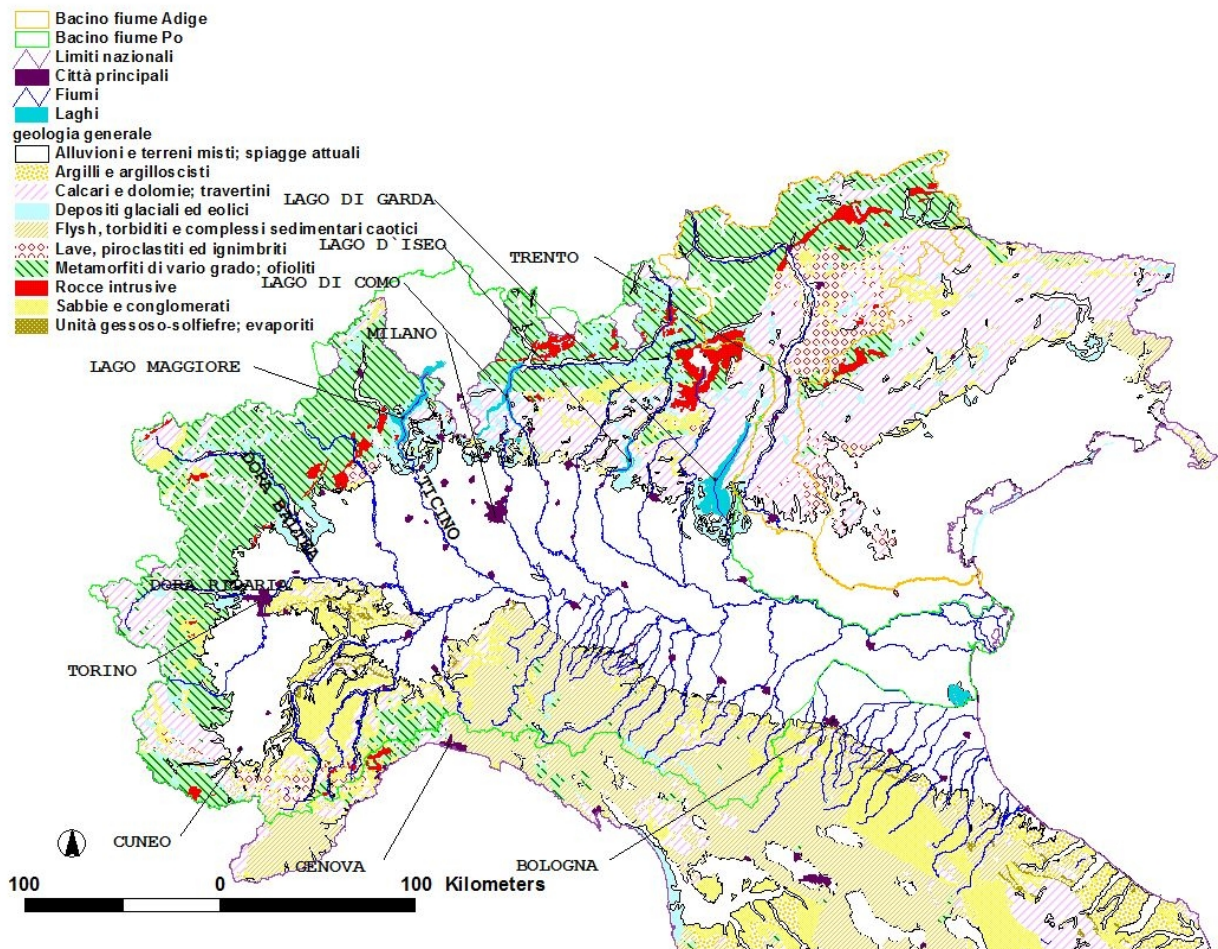 Bacino fiume Adige
Bacino fiume Po
Limiti nazionali
Città principali
Fiumi
Laghi
geologia generale
Alluvioni e terreni misti; spiagge attuali
Argilli e argilloscisti
Calcari e dolomie; travertini
Depositi glaciali ed eolici
Flysh, torbiditi e complessi sedimentari caotici
Lave, piroclastiti ed ignimbriti
Metamorfiti di vario grado; ofioliti
Rocce intrusive
Sabbie e conglomerati
Unità gessoso-solfiefre; evaporiti
LAGO DI GARDA
LAGO D`ISEO
TRENTO
LAGO DI COMO
MILANO
LAGO MAGGIORE
DORA BALTEA
TICINO
DORA RIPARIA
TORINO
CUNEO
GENOVA
BOLOGNA
100 0 100 Kilometers